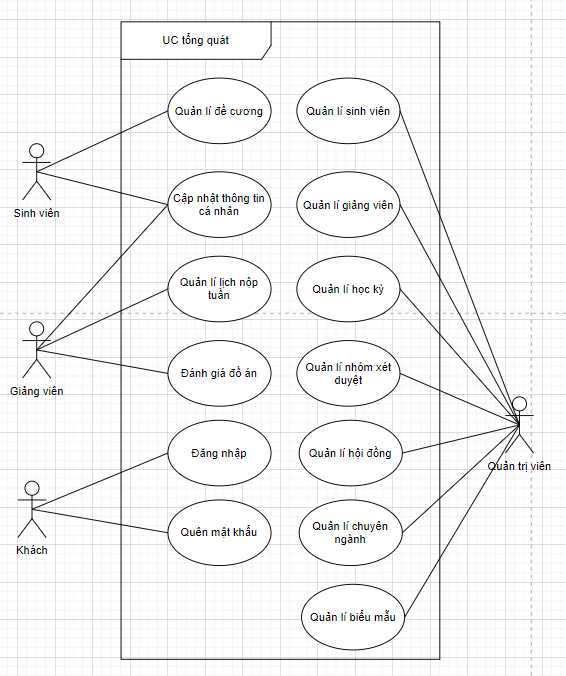 UC tổng quát
Quản lí đề cương
Quản lí sinh viên
Sinh viên
Cập nhật thông tin
cá nhân
Quản lí giảng viên
Quản lí lich nộp
tuần
Quản lí học kỳ
Giảng viên
Đánh giá đồ án
Quản lí nhóm xét
duyệt
Đăng nhập
Quản lí hội đồng
Quản trị viên
Khách
Quên mật khẩu
Quản lí chuyên
ngành
Quản lí biểu mẫu